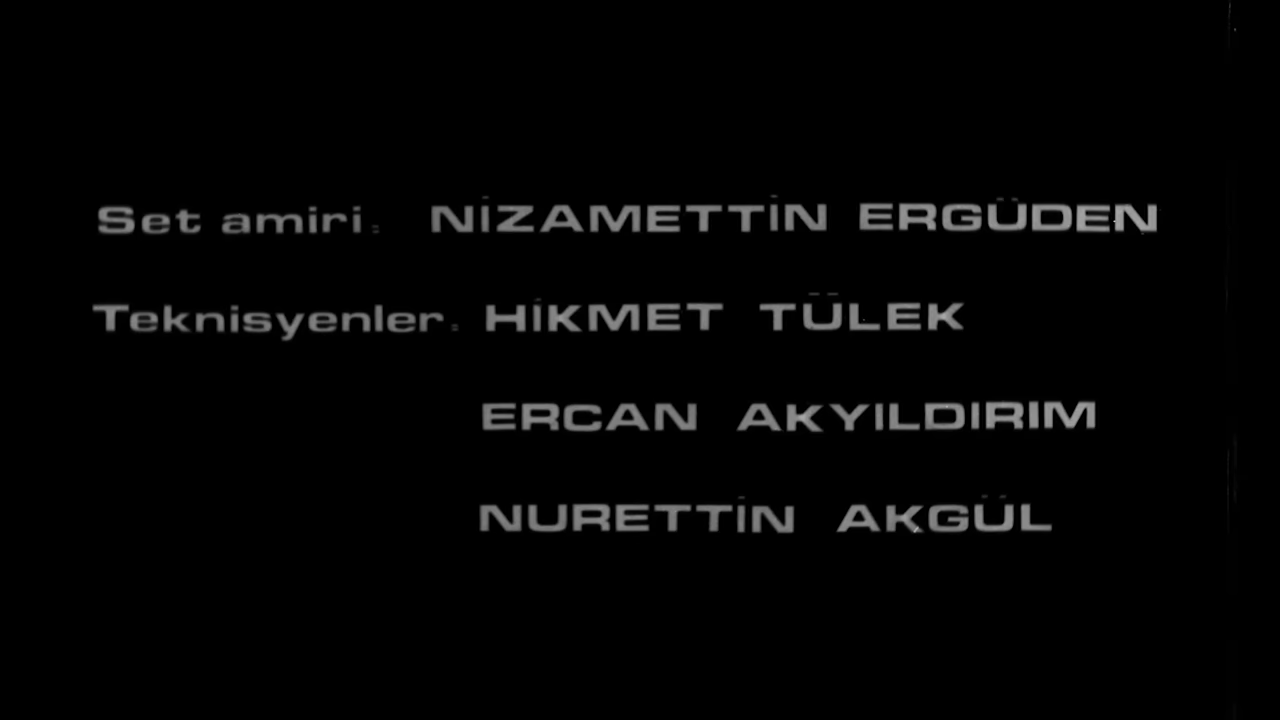 Set amiri: NİZAMETTİN ERGÜDEN
Teknisyenler: HİKMET TÜLEK
ERCAN AKYILDIRIM
NURETTİN AKGÜL